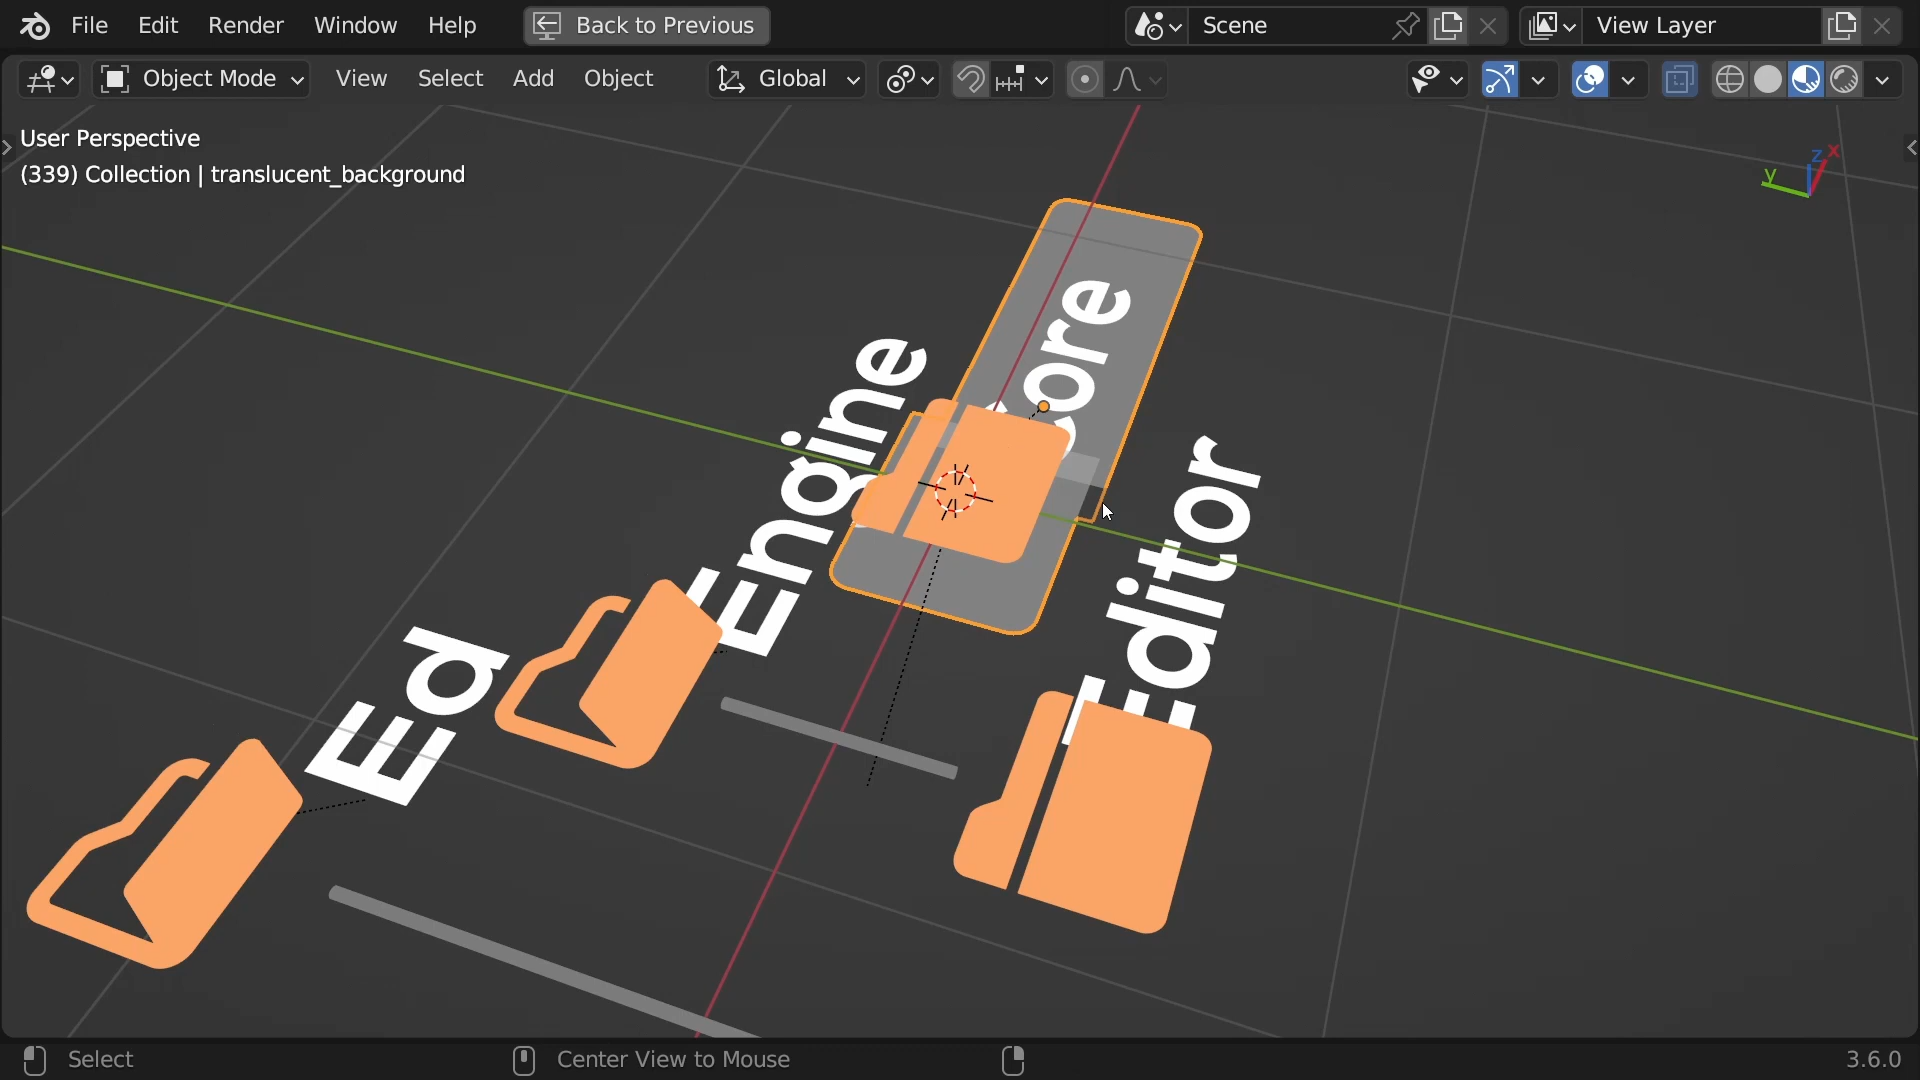 File Edit Render Window Help Back to Previous Scene View Layer
Object Mode View Select Add Object Global
User Perspective
(339) Collection | translucent_background
z x
y
Core
Engine
Editor
Ed
Select Center View to Mouse 3.6.0